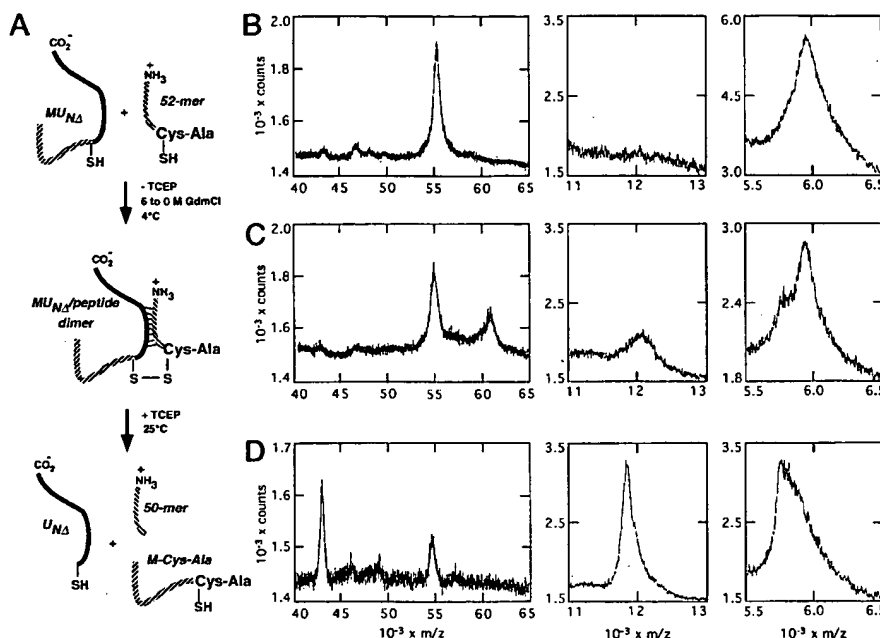 A
CO2-
+
NH3
52-mer
MUNΔ
+
Cys-Ala
SH
SH
- TCEP
6 to 0 M GdmCl
4°C
CO2-
+
NH3
MUNΔ/peptide
dimer
Cys-Ala
S — S
+ TCEP
25°C
CO2-
+
NH3
50-mer
UNΔ
+
M-Cys-Ala
SH
Cys-Ala
SH
B
10-3 x counts
2.0
1.8
1.6
1.4
40 45 50 55 60 65
3.5
2.5
1.5
11 12 13
6.0
4.5
3.0
5.5 6.0 6.5
C
10-3 x counts
2.0
1.8
1.6
1.4
40 45 50 55 60 65
3.5
2.5
1.5
11 12 13
3.0
2.4
1.8
5.5 6.0 6.5
D
10-3 x counts
1.7
1.6
1.5
1.4
40 45 50 55 60 65
10-3 x m/z
3.5
2.5
1.5
11 12 13
10-3 x m/z
3.5
2.5
1.5
5.5 6.0 6.5
10-3 x m/z